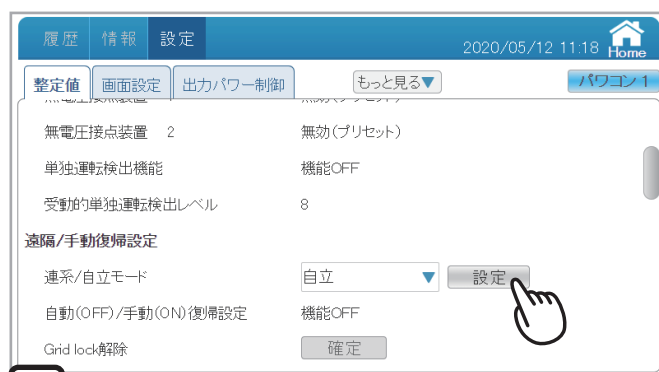 履歴 情報 設定 2020/05/12 11:18 Home
整定値 画面設定 出力パワー制御 もっと見る▼ パワコン 1
無電圧接点装置 2 無効(プリセット)
単独運転検出機能 機能OFF
受動的単独運転検出レベル 8
遠隔/手動復帰設定
連系/自立モード 自立 ▼ 設定
自動(OFF)/手動(ON)復帰設定 機能OFF
Grid lock解除 確定